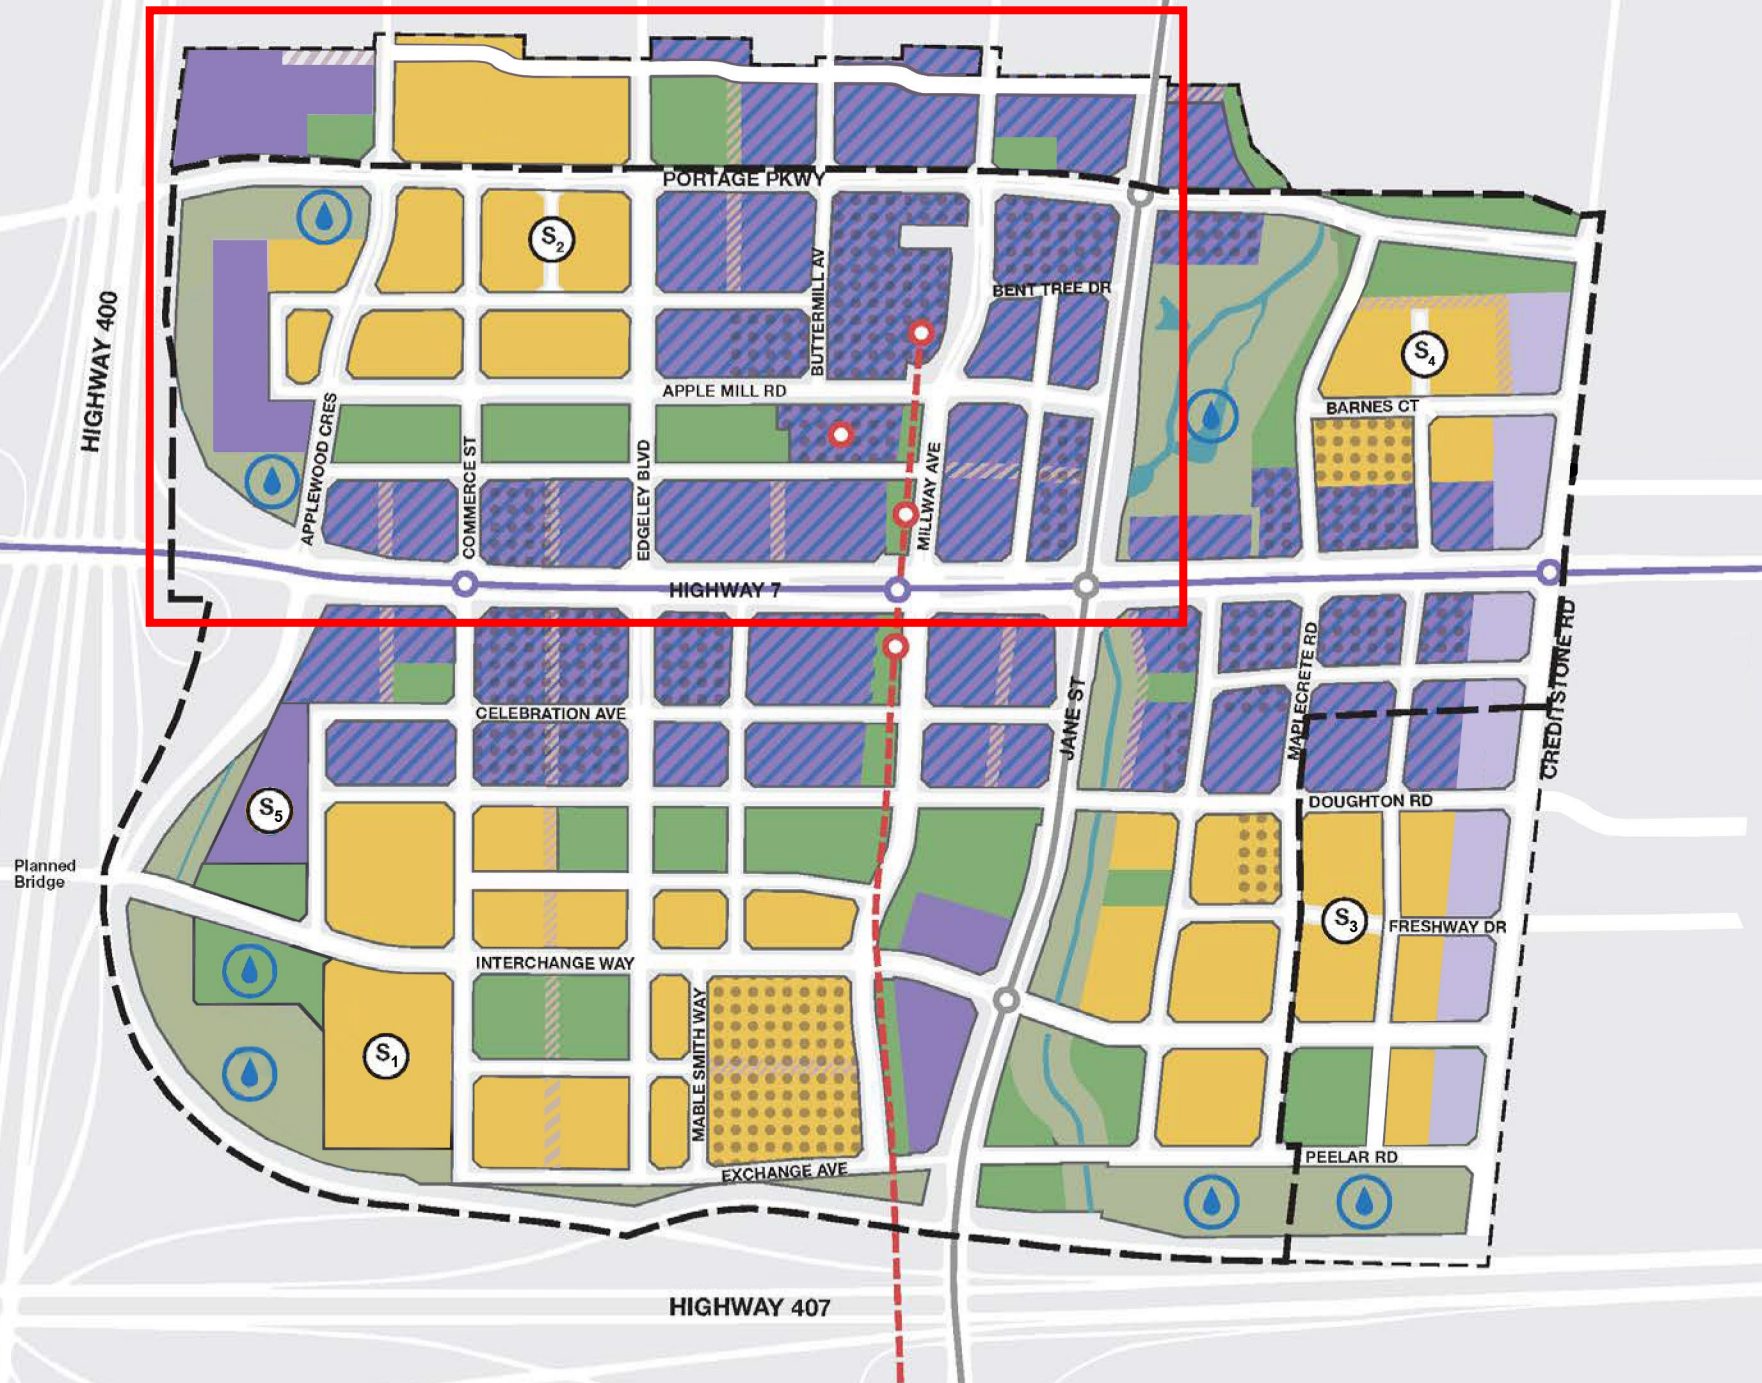 PORTAGE PKWY
S2
BUTTERMILL AV
BENT TREE DR
HIGHWAY 400
S4
APPLE MILL RD
BARNES CT
APPLEWOOD CRES
COMMERCE ST
EDGELEY BLVD
MILLWAY AVE
HIGHWAY 7
CREDITSTONE RD
MAPLECRETE RD
JANE ST
CELEBRATION AVE
S5
DOUGHTON RD
Planned
Bridge
S3
FRESHWAY DR
INTERCHANGE WAY
MABLE SMITH WAY
S1
PEELAR RD
EXCHANGE AVE
HIGHWAY 407